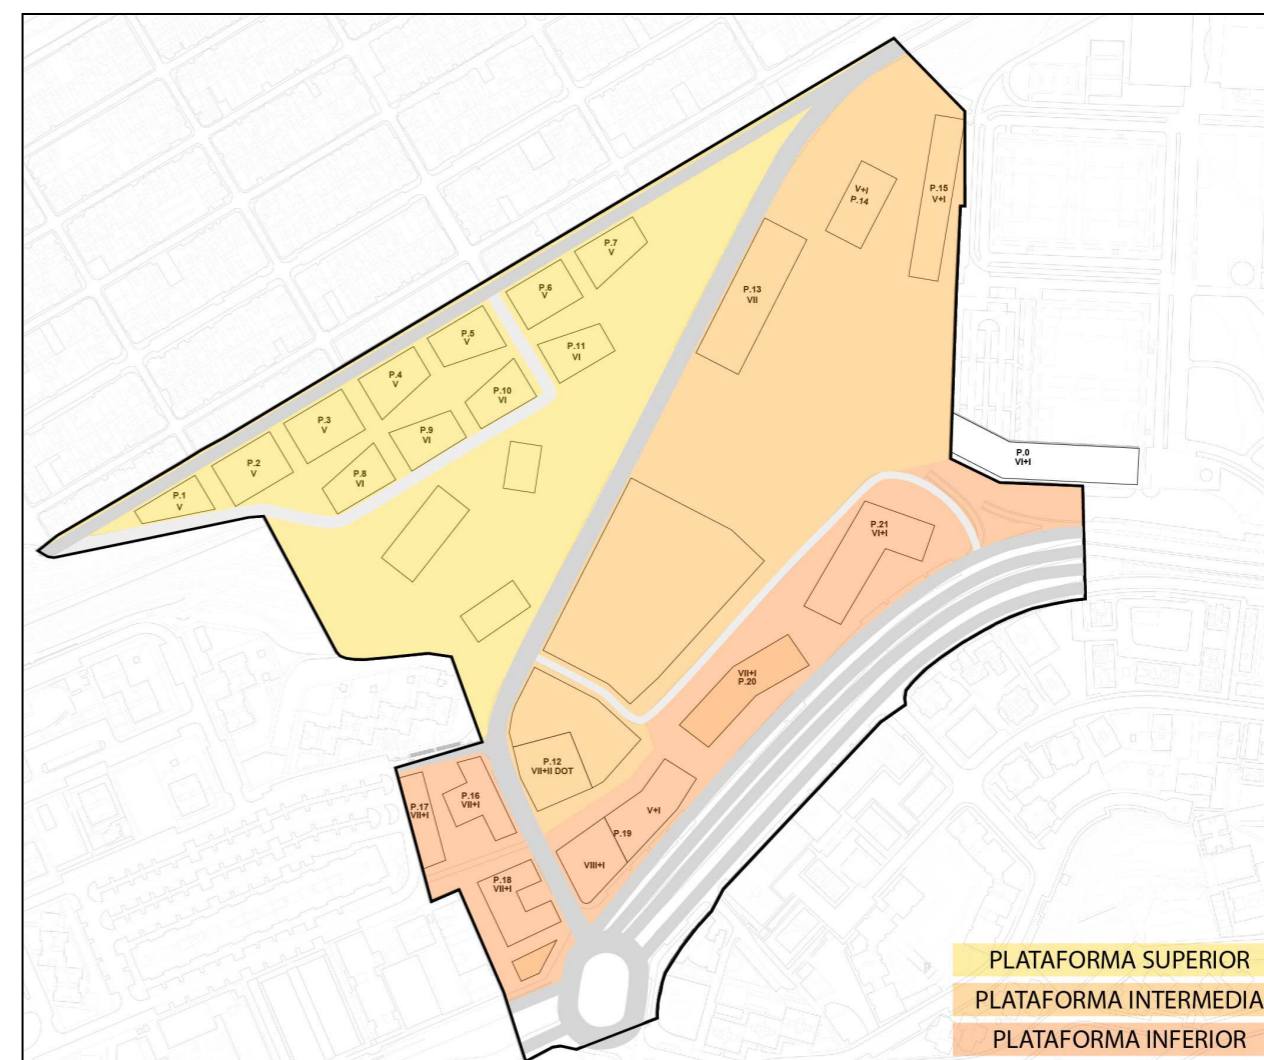 P.7
V
V+I
P.14
P.15
V+I
P.6
V
P.13
VII
P.5
V
P.11
VI
P.4
V
P.10
VI
P.3
V
P.9
VI
P.2
V
P.8
VI
P.1
V
P.0
VI+I
P.21
VI+I
VII+I
P.20
P.12
VII+II DOT
P.16
VII+I
P.17
VII+I
V+I
P.19
VIII+I
P.18
VII+I
PLATAFORMA SUPERIOR
PLATAFORMA INTERMEDIA
PLATAFORMA INFERIOR